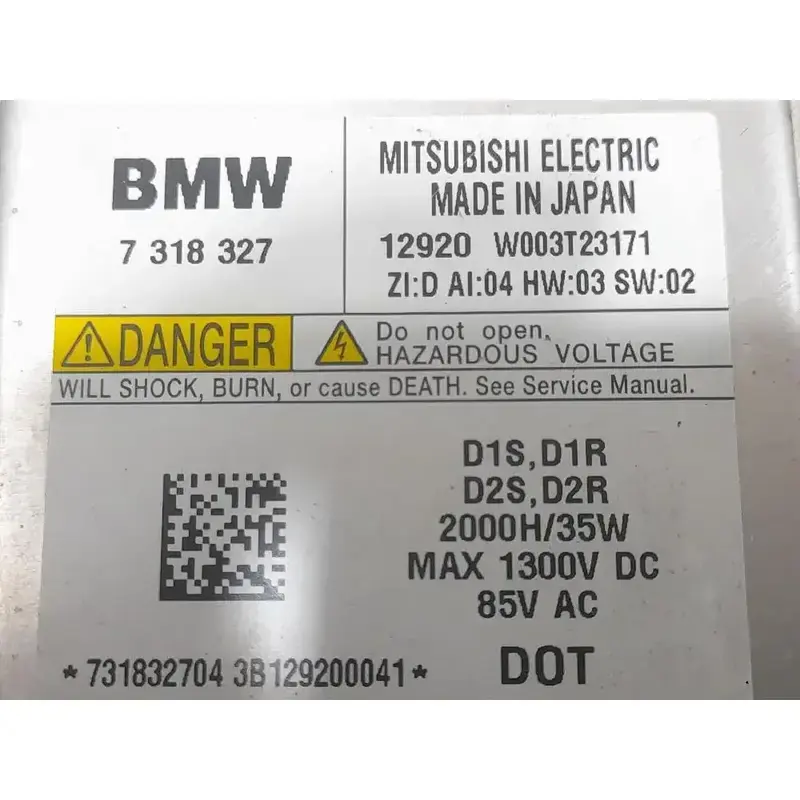 BMW
7 318 327
MITSUBISHI ELECTRIC
MADE IN JAPAN
12920 W003T23171
ZI:D AI:04 HW:03 SW:02
DANGER
Do not open.
HAZARDOUS VOLTAGE
WILL SHOCK, BURN, or cause DEATH. See Service Manual.
D1S,D1R
D2S,D2R
2000H/35W
MAX 1300V DC
85V AC
DOT
*731832704 3B129200041*